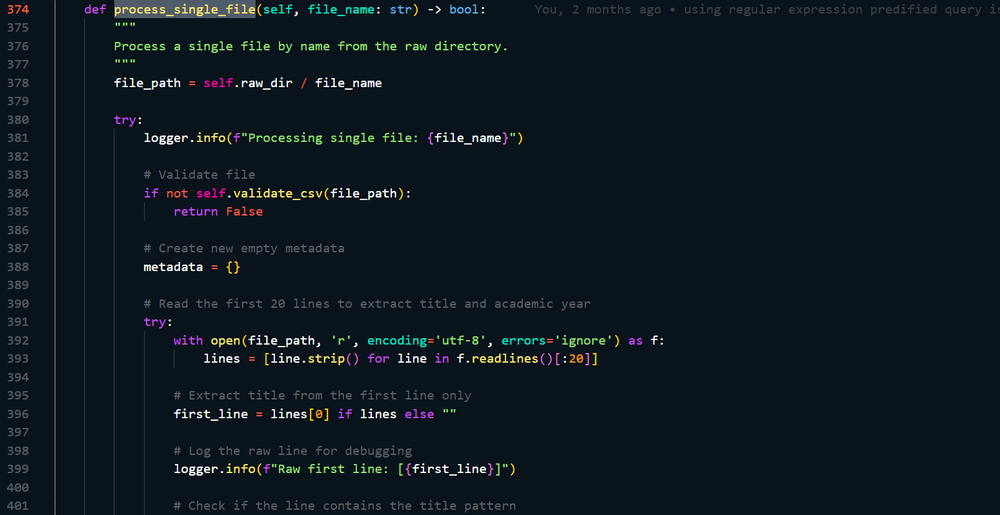 374 def process_single_file(self, file_name: str) -> bool: You, 2 months ago • using regular expression predified query
375 """
376 Process a single file by name from the raw directory.
377 """
378 file_path = self.raw_dir / file_name
379
380 try:
381 logger.info(f"Processing single file: {file_name}")
382
383 # Validate file
384 if not self.validate_csv(file_path):
385 return False
386
387 # Create new empty metadata
388 metadata = {}
389
390 # Read the first 20 lines to extract title and academic year
391 try:
392 with open(file_path, 'r', encoding='utf-8', errors='ignore') as f:
393 lines = [line.strip() for line in f.readlines()[:20]]
394
395 # Extract title from the first line only
396 first_line = lines[0] if lines else ""
397
398 # Log the raw line for debugging
399 logger.info(f"Raw first line: [{first_line}]")
400
401 # Check if the line contains the title pattern